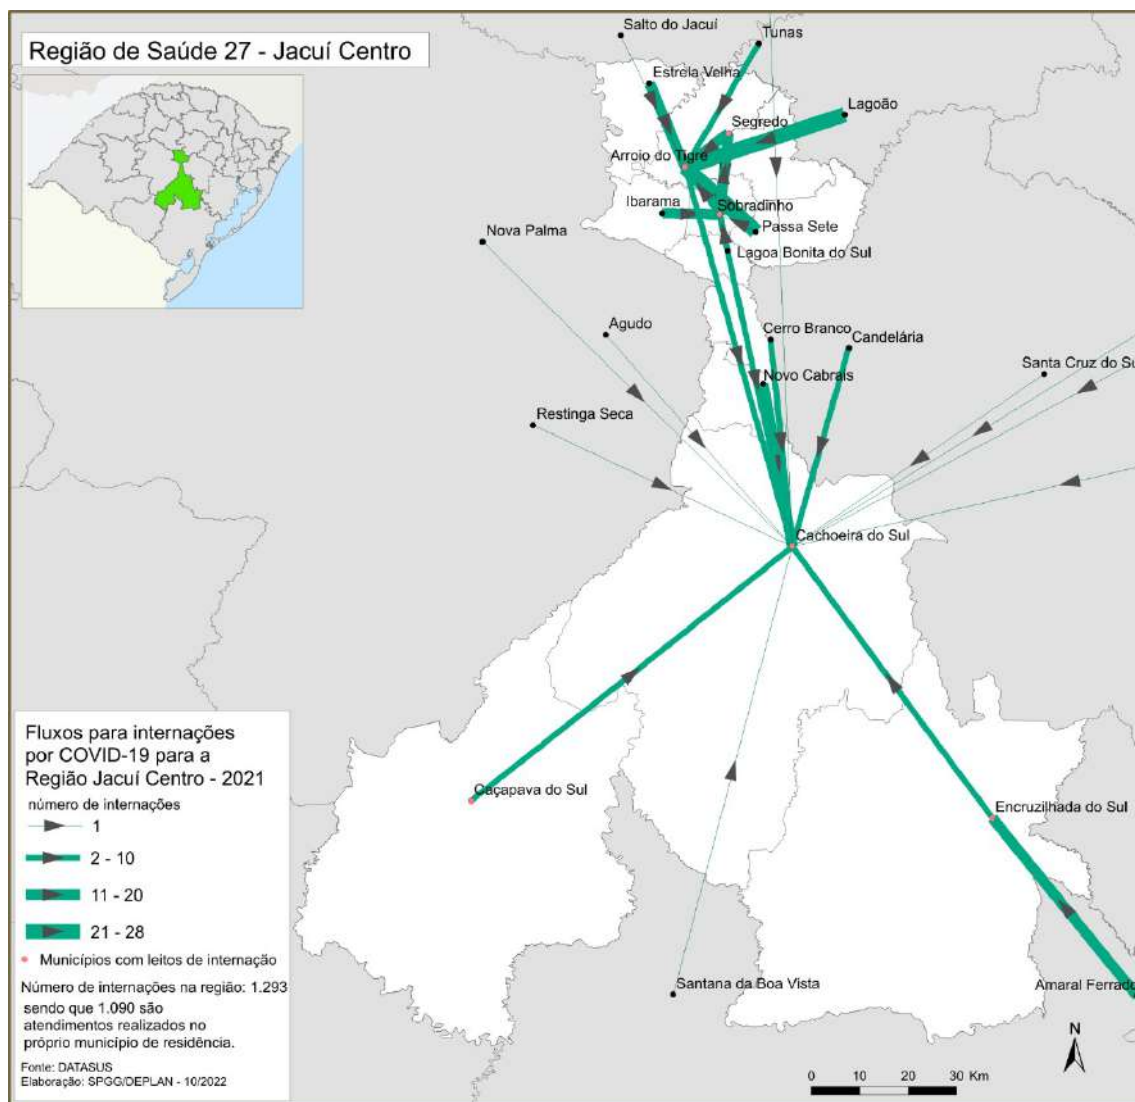 Região de Saúde 27 - Jacuí Centro
Salto do Jacuí
Tunas
Estrela Velha
Lagoão
Segredo
Arroio do Tigre
Ibarama
Sobradinho
Passa Sete
Nova Palma
Lagoa Bonita do Sul
Agudo
Cerro Branco
Candelária
Santa Cruz do Su
Novo Cabrais
Restinga Seca
Cachoeira do Sul
Caçapava do Sul
Encruzilhada do Sul
Santana da Boa Vista
Amaral Ferrado
Fluxos para internações
por COVID-19 para a
Região Jacuí Centro - 2021
número de internações
1
2 - 10
11 - 20
21 - 28
Municípios com leitos de internação
Número de internações na região: 1.293
sendo que 1.090 são
atendimentos realizados no
próprio município de residência.
Fonte: DATASUS
Elaboração: SPGG/DEPLAN - 10/2022
N
0 10 20 30 Km